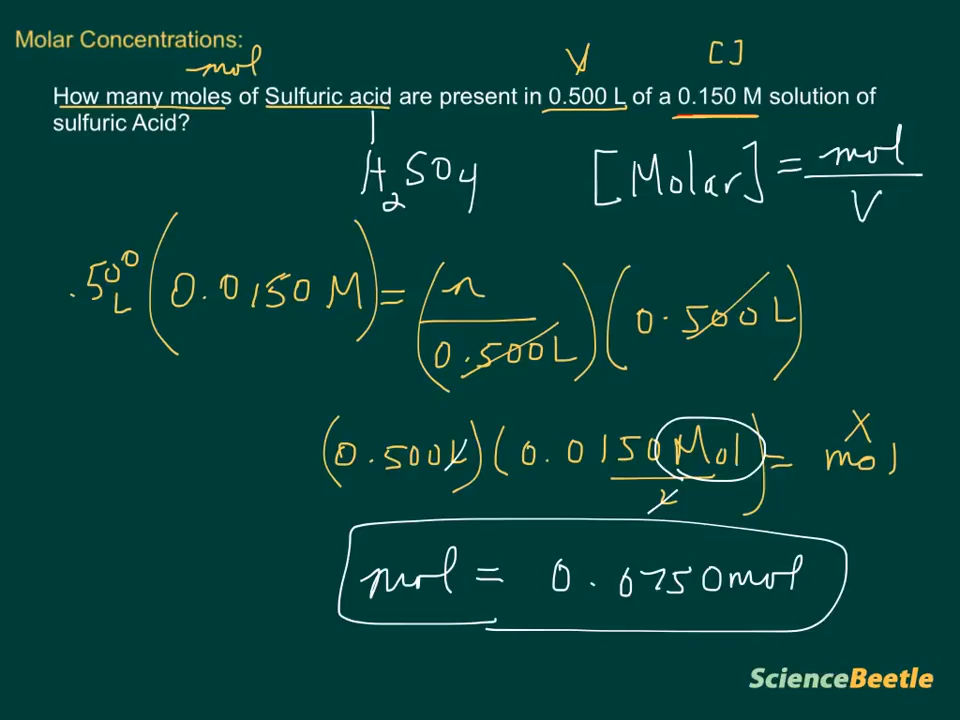 Molar Concentrations:
mol V [ ]
How many moles of Sulfuric acid are present in 0.500 L of a 0.150 M solution of
sulfuric Acid?
H2SO4 [Molar] = mol / V
.500 L (0.0150 M) = (n / 0.500 L) (0.500 L)
(0.500 L) (0.0150 Mol / L) = X mol
mol = 0.0750 mol
ScienceBeetle